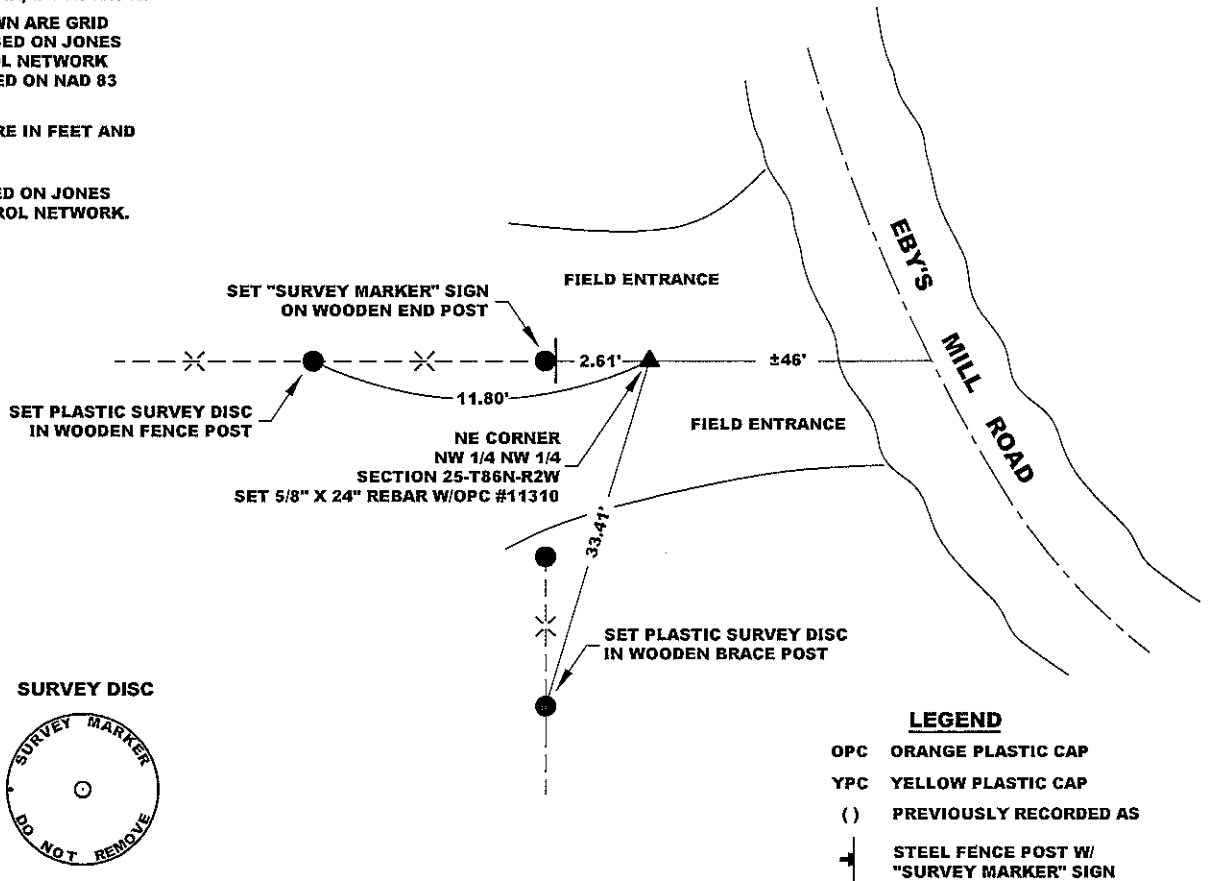 WN ARE GRID
SED ON JONES
OL NETWORK
ED ON NAD 83
RE IN FEET AND
ED ON JONES
ROL NETWORK.
FIELD ENTRANCE
SET "SURVEY MARKER" SIGN
ON WOODEN END POST
EBY'S MILL ROAD
2.61'
±46'
11.80'
SET PLASTIC SURVEY DISC
IN WOODEN FENCE POST
FIELD ENTRANCE
NE CORNER
NW 1/4 NW 1/4
SECTION 25-T86N-R2W
SET 5/8" X 24" REBAR W/OPC #11310
33.41'
SET PLASTIC SURVEY DISC
IN WOODEN BRACE POST
SURVEY DISC
SURVEY MARKER
DO NOT REMOVE
LEGEND
OPC ORANGE PLASTIC CAP
YPC YELLOW PLASTIC CAP
( ) PREVIOUSLY RECORDED AS
STEEL FENCE POST W/
"SURVEY MARKER" SIGN